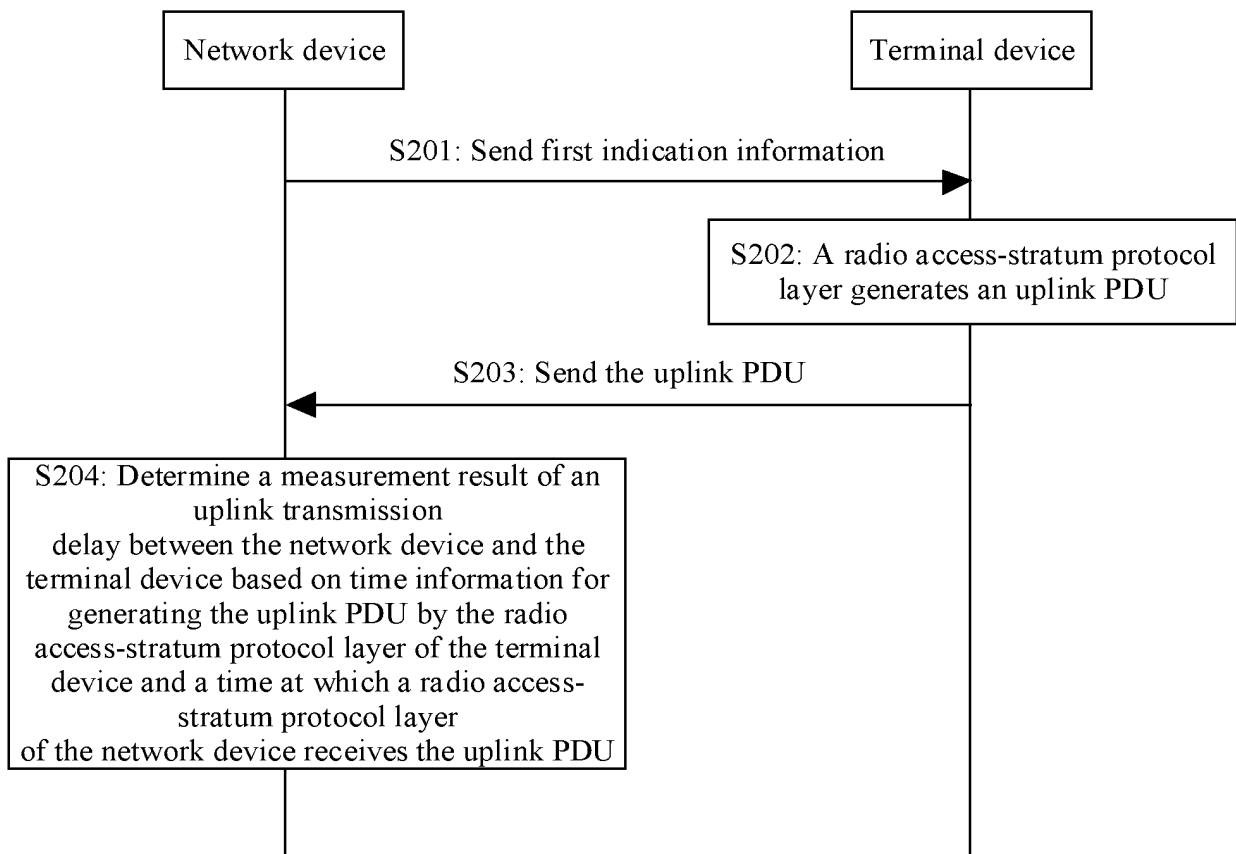 Network device
Terminal device
S201: Send first indication information
S202: A radio access-stratum protocol
layer generates an uplink PDU
S203: Send the uplink PDU
S204: Determine a measurement result of an
uplink transmission
delay between the network device and the
terminal device based on time information for
generating the uplink PDU by the radio
access-stratum protocol layer of the terminal
device and a time at which a radio access-
stratum protocol layer
of the network device receives the uplink PDU